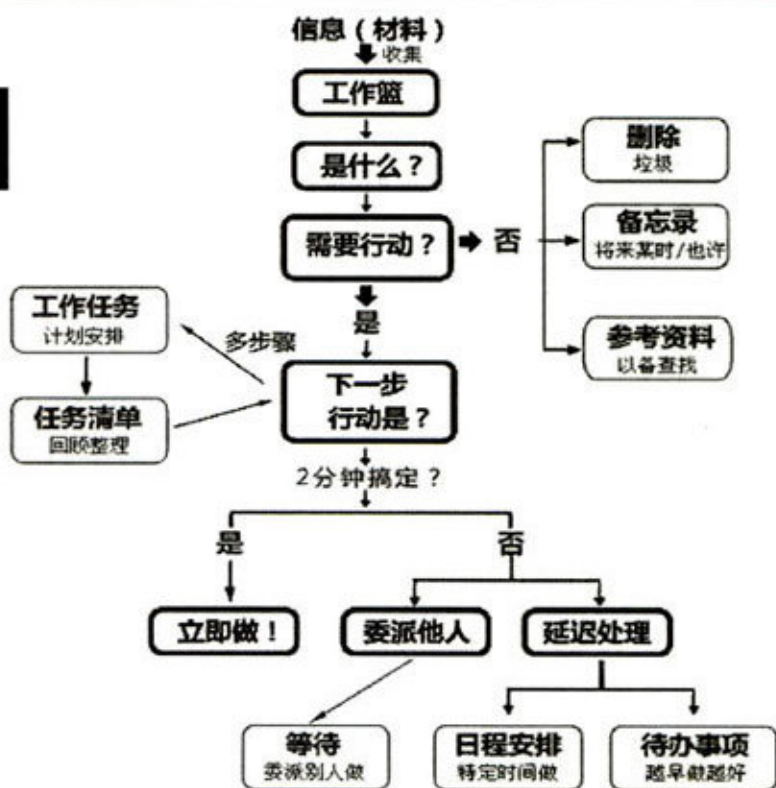 信息（材料）
收集
工作篮
是什么？
需要行动？
否
删除
垃圾
备忘录
将来某时/也许
参考资料
以备查找
是
工作任务
计划安排
多步骤
任务清单
回顾整理
下一步
行动是？
2分钟搞定？
是
否
立即做！
委派他人
延迟处理
等待
委派别人做
日程安排
特定时间做
待办事项
越早做越好